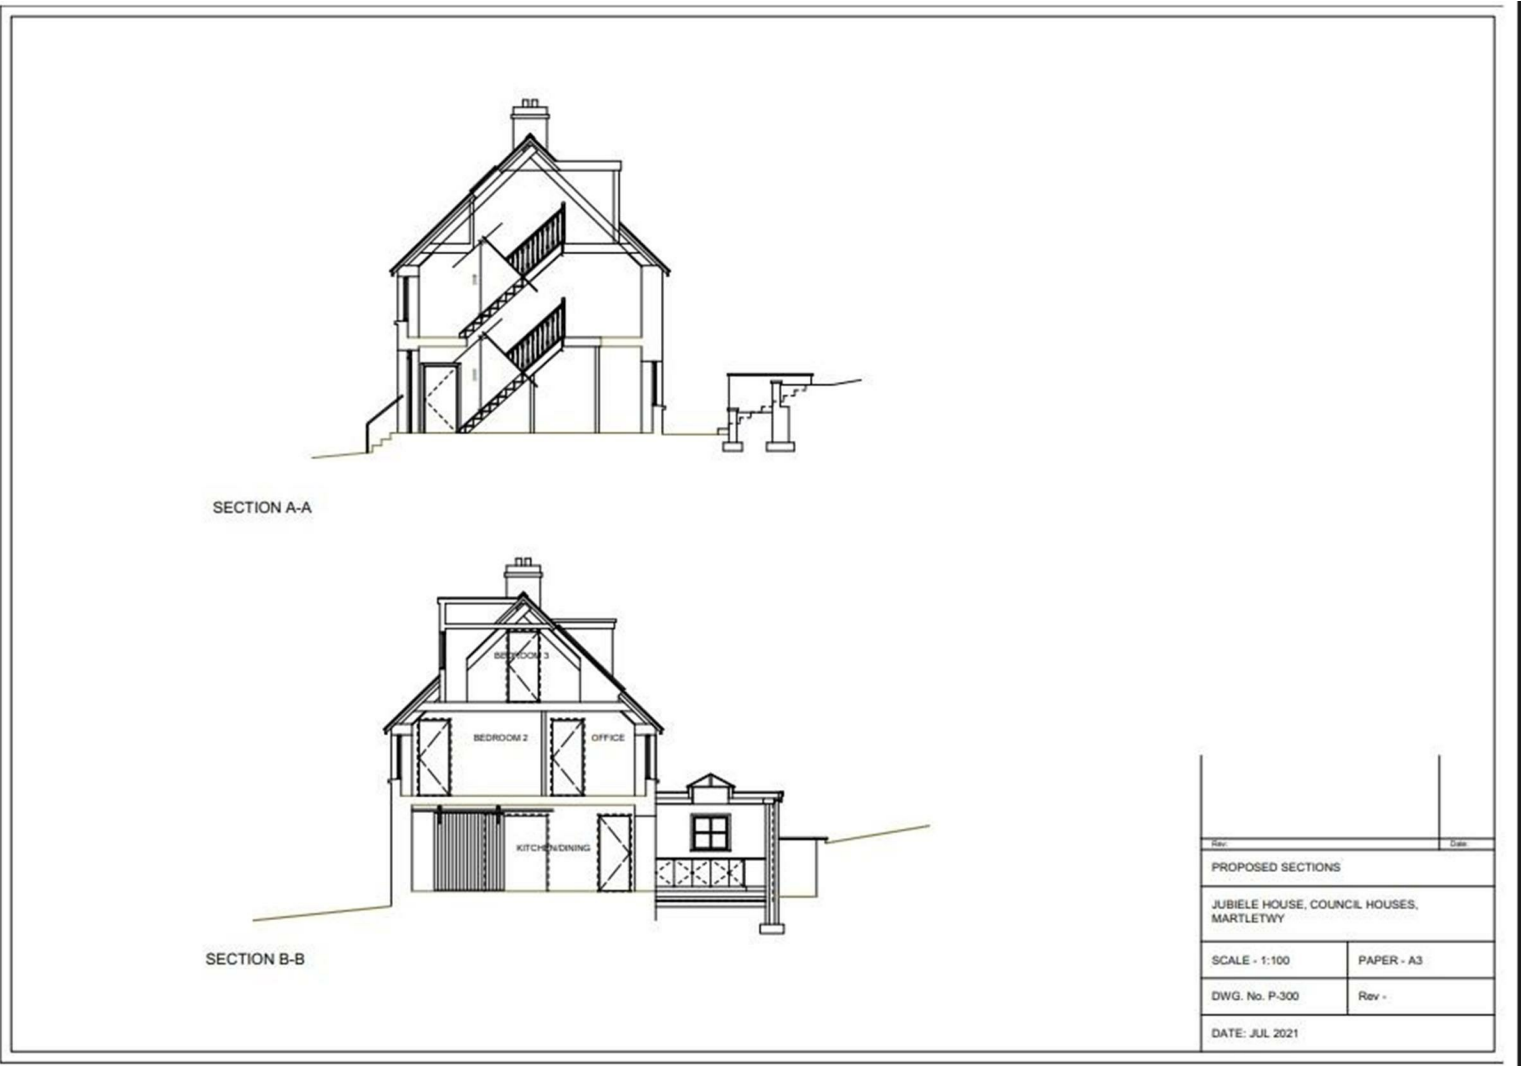 SECTION A-A
BEDROOM 3
BEDROOM 2
OFFICE
KITCHEN/DINING
SECTION B-B
Rev:
Date:
PROPOSED SECTIONS
JUBIELE HOUSE, COUNCIL HOUSES,
MARTLETWY
SCALE - 1:100
PAPER - A3
DWG. No. P-300
Rev -
DATE: JUL 2021